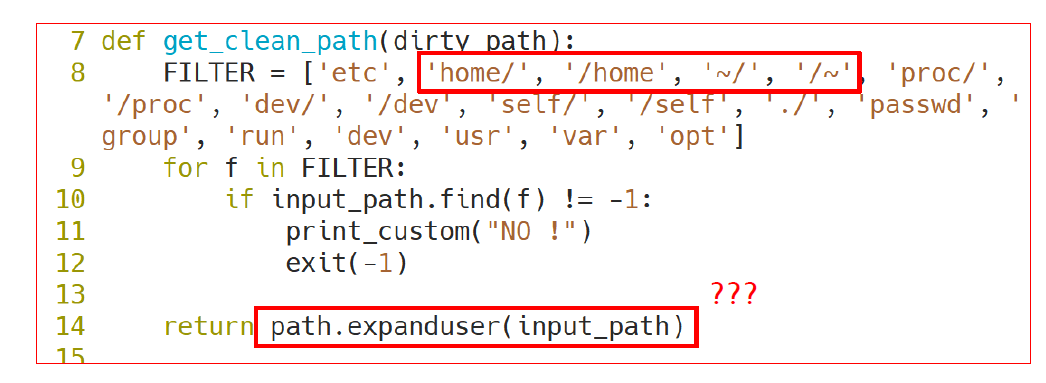 7 def get_clean_path(dirty_path):
8 FILTER = ['etc', 'home/', '/home', '~/', '/~', 'proc/',
'/proc', 'dev/', '/dev', 'self/', '/self', './', 'passwd', '
group', 'run', 'dev', 'usr', 'var', 'opt']
9 for f in FILTER:
10 if input_path.find(f) != -1:
11 print_custom("NO !")
12 exit(-1)
13 ???
14 return path.expanduser(input_path)
15